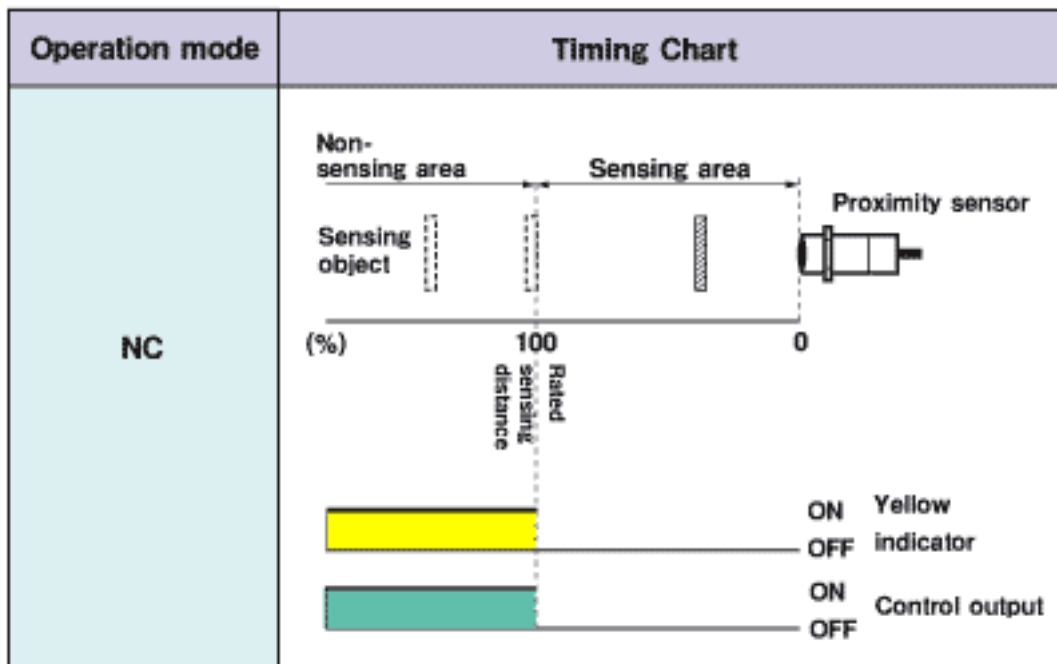 Operation mode
Timing Chart
NC
Non-
sensing area
Sensing area
Proximity sensor
Sensing
object
(%)
100
0
Rated
sensing
distance
ON
Yellow
OFF
indicator
ON
Control output
OFF